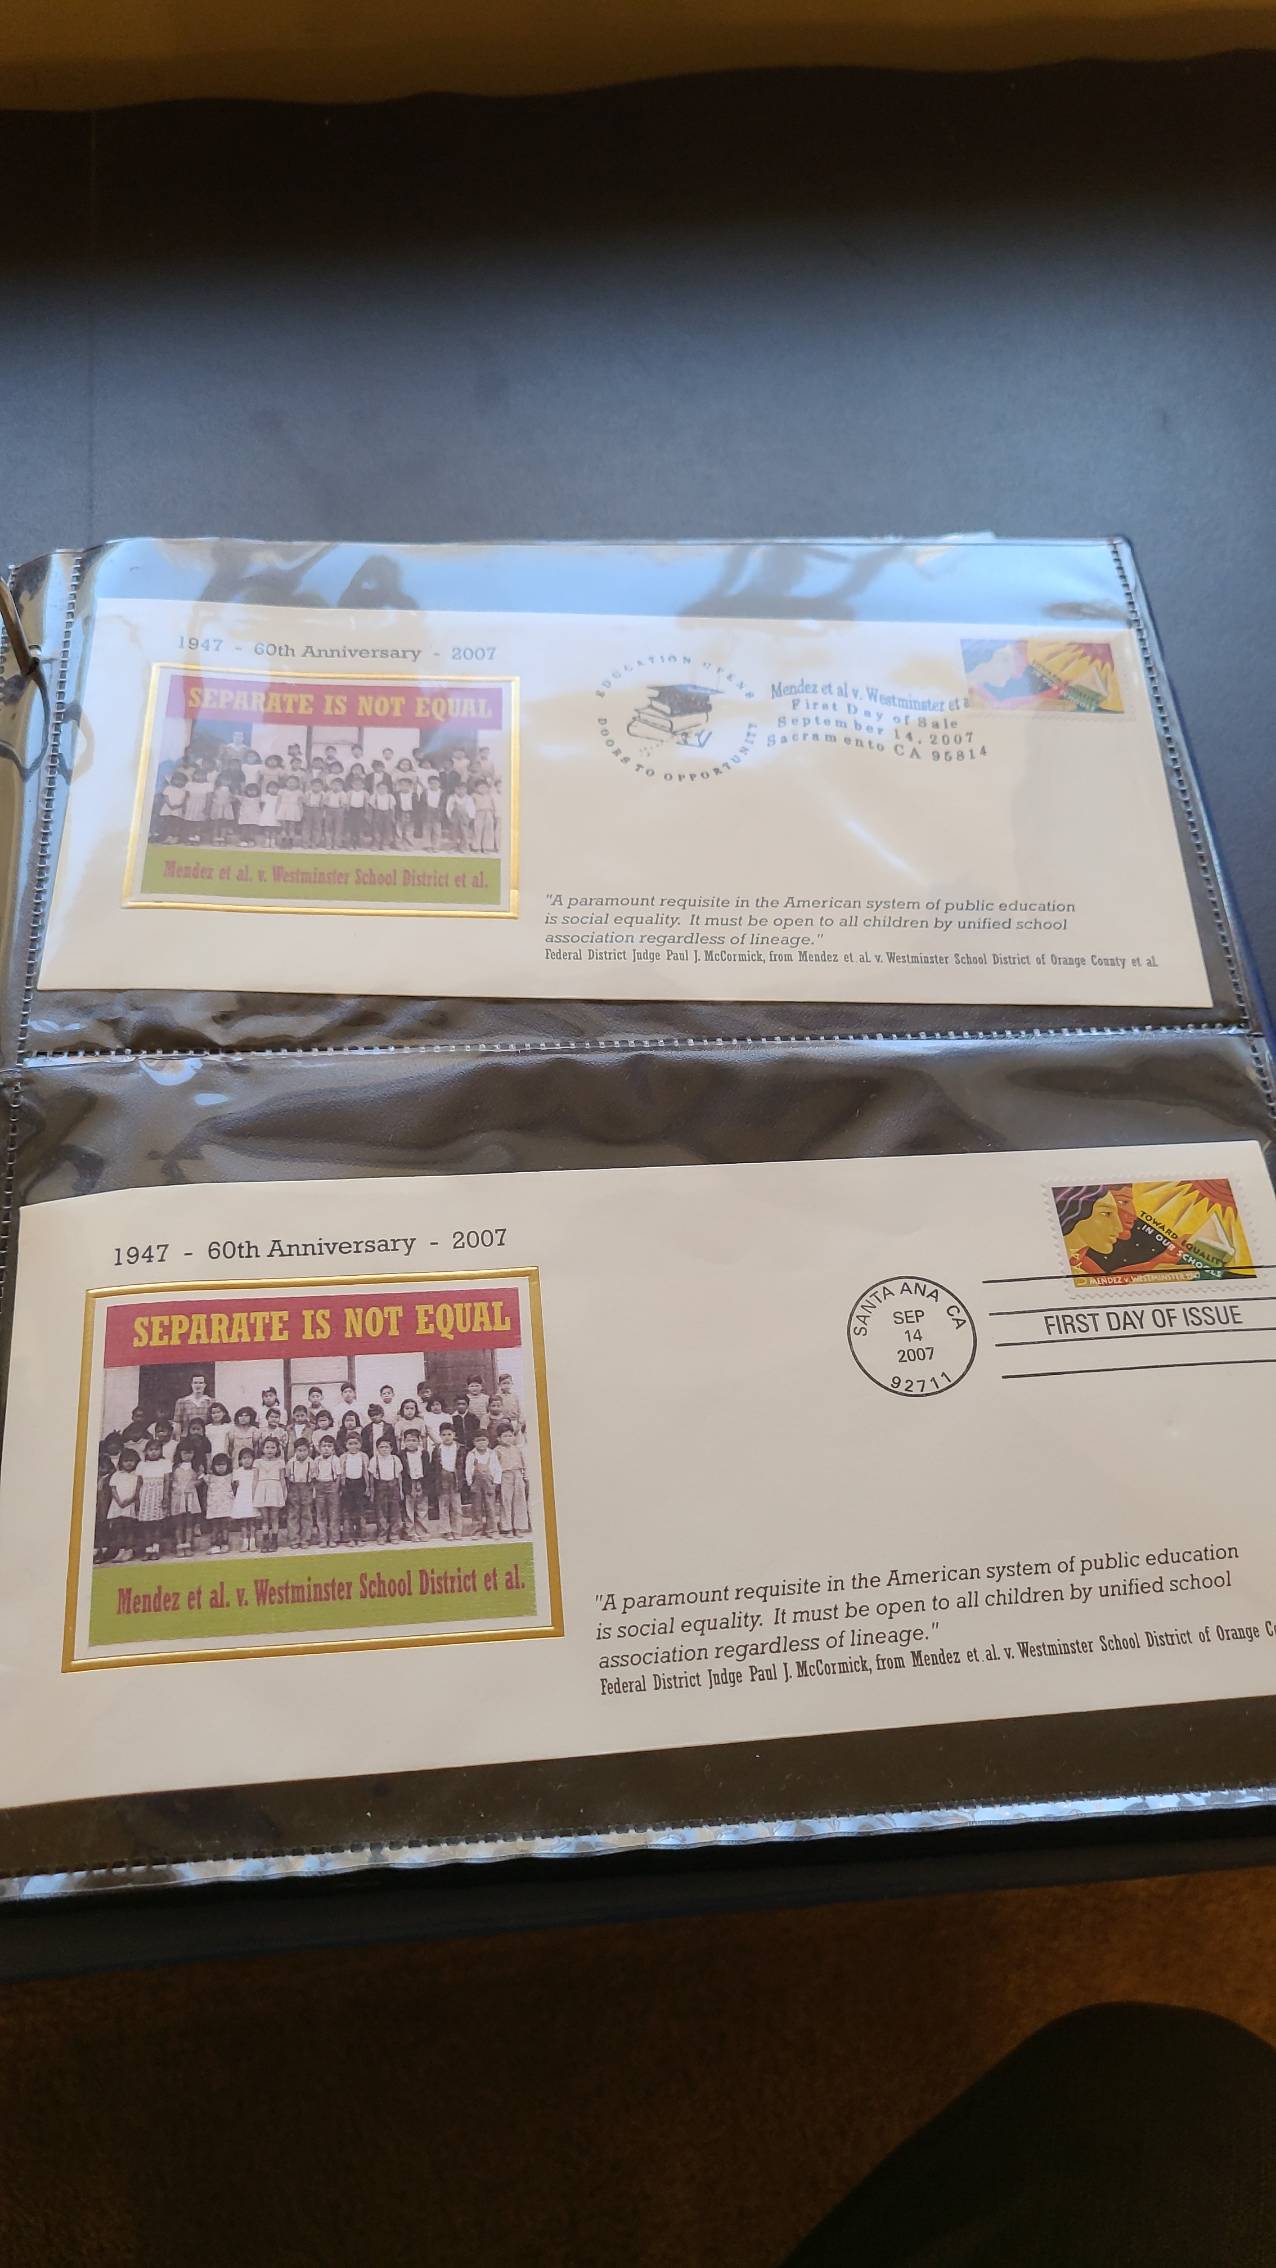 1947 - 60th Anniversary - 2007
SEPARATE IS NOT EQUAL
Mendez et al. v. Westminster School District et al.
EDUCATION OPENS
DOORS TO OPPORTUNITY
Mendez et al v. Westminster et a
First Day of Sale
September 14, 2007
Sacramento CA 95814
"A paramount requisite in the American system of public education
is social equality. It must be open to all children by unified school
association regardless of lineage."
Federal District Judge Paul J. McCormick, from Mendez et al. v. Westminster School District of Orange County et al.
1947 - 60th Anniversary - 2007
SEPARATE IS NOT EQUAL
Mendez et al. v. Westminster School District et al.
TOWARD EQUALITY
IN OUR SCHOOLS
MENDEZ v. WESTMINSTER 1947
SANTA ANA CA
SEP
14
2007
92711
FIRST DAY OF ISSUE
"A paramount requisite in the American system of public education
is social equality. It must be open to all children by unified school
association regardless of lineage."
Federal District Judge Paul J. McCormick, from Mendez et al. v. Westminster School District of Orange Co